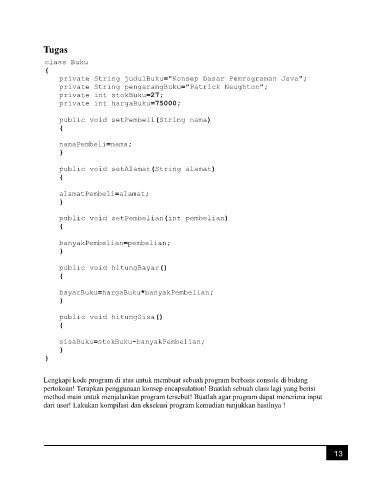 Tugas
class Buku
{
private String judulBuku="Konsep Dasar Pemrograman Java";
private String pengarangBuku="Patrick Naughton";
private int stokBuku=27;
private int hargaBuku=75000;
public void setPembeli(String nama)
{
namaPembeli=nama;
}
public void setAlamat(String alamat)
{
alamatPembeli=alamat;
}
public void setPembelian(int pembelian)
{
banyakPembelian=pembelian;
}
public void hitungBayar()
{
bayarBuku=hargaBuku*banyakPembelian;
}
public void hitungSisa()
{
sisaBuku=stokBuku-banyakPembelian;
}
}
Lengkapi kode program di atas untuk membuat sebuah program berbasis console di bidang
pertokoan! Terapkan penggunaan konsep encapsulation! Buatlah sebuah class lagi yang berisi
method main untuk menjalankan program tersebut! Buatlah agar program dapat menerima input
dari user! Lakukan kompilasi dan eksekusi program kemudian tunjukkan hasilnya !
13